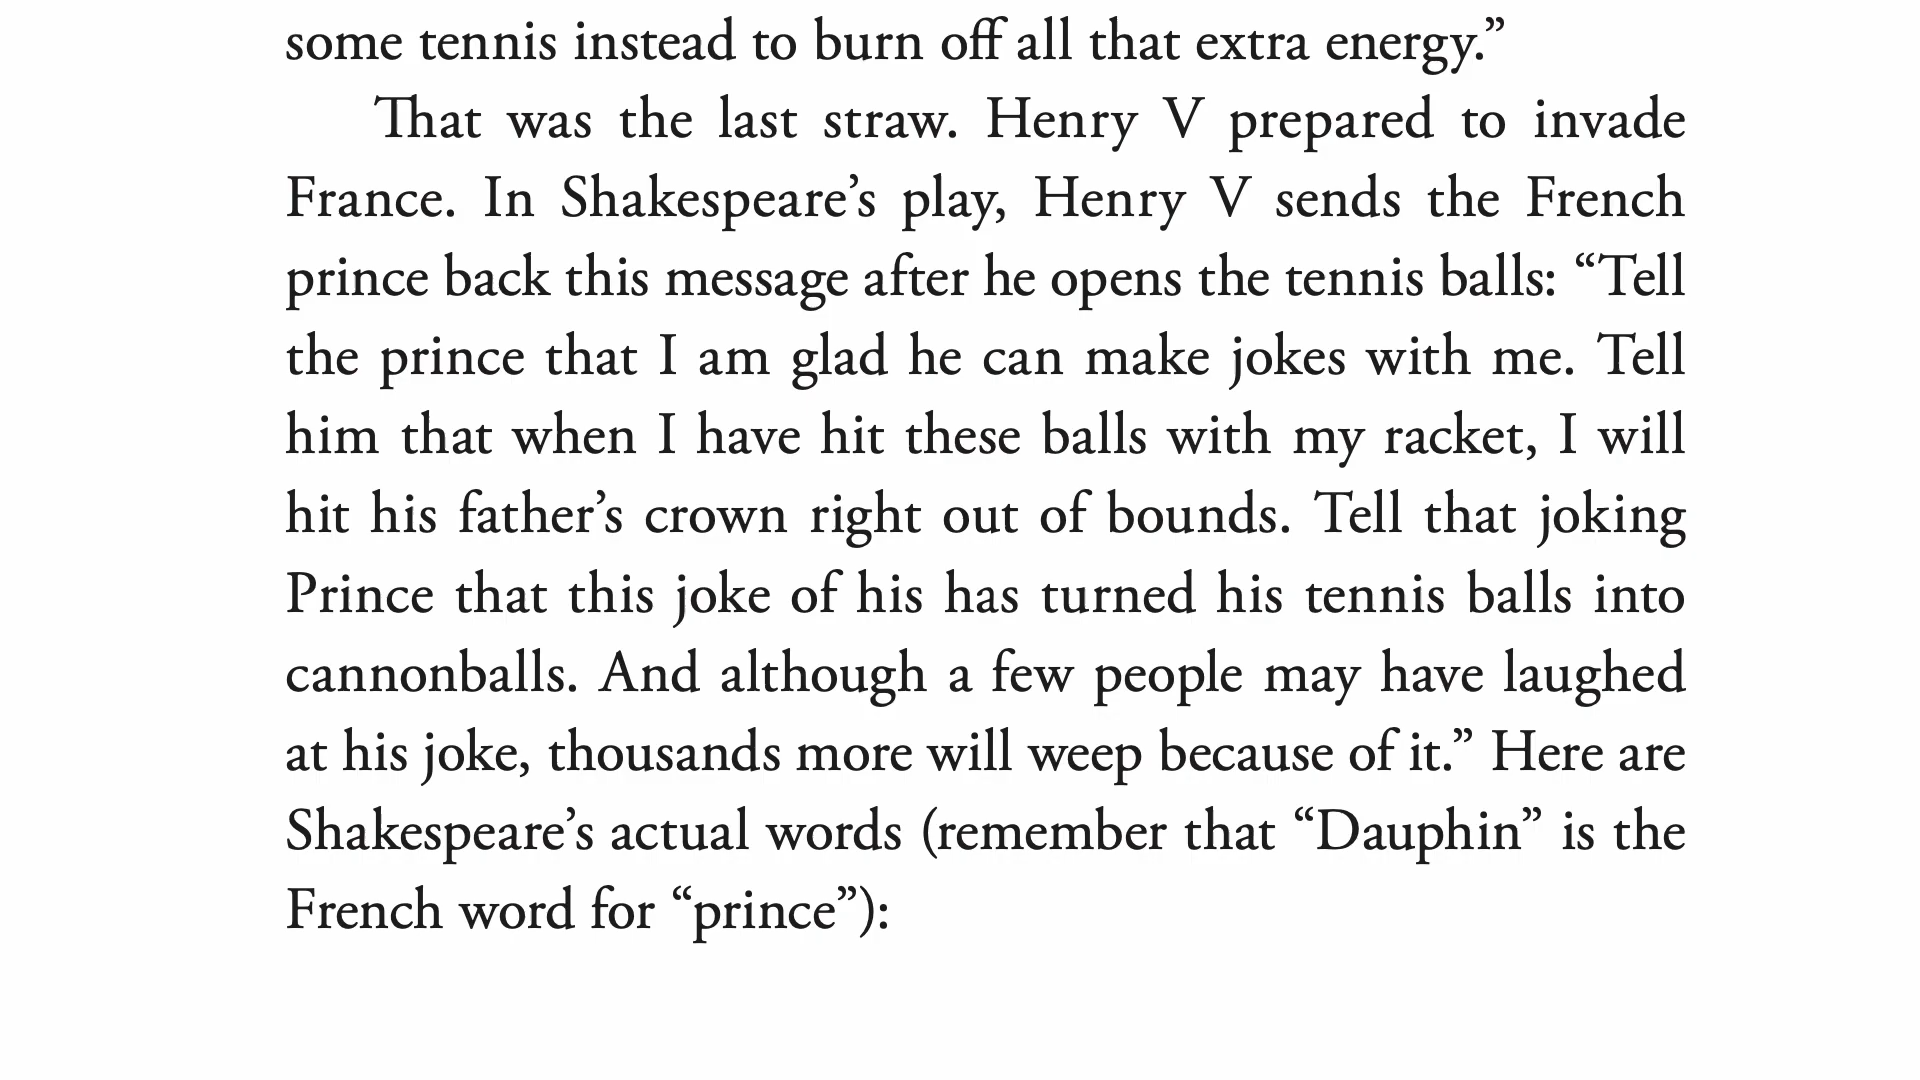 some tennis instead to burn off all that extra energy.”
That was the last straw. Henry V prepared to invade
France. In Shakespeare’s play, Henry V sends the French
prince back this message after he opens the tennis balls: “Tell
the prince that I am glad he can make jokes with me. Tell
him that when I have hit these balls with my racket, I will
hit his father’s crown right out of bounds. Tell that joking
Prince that this joke of his has turned his tennis balls into
cannonballs. And although a few people may have laughed
at his joke, thousands more will weep because of it.” Here are
Shakespeare’s actual words (remember that “Dauphin” is the
French word for “prince”):